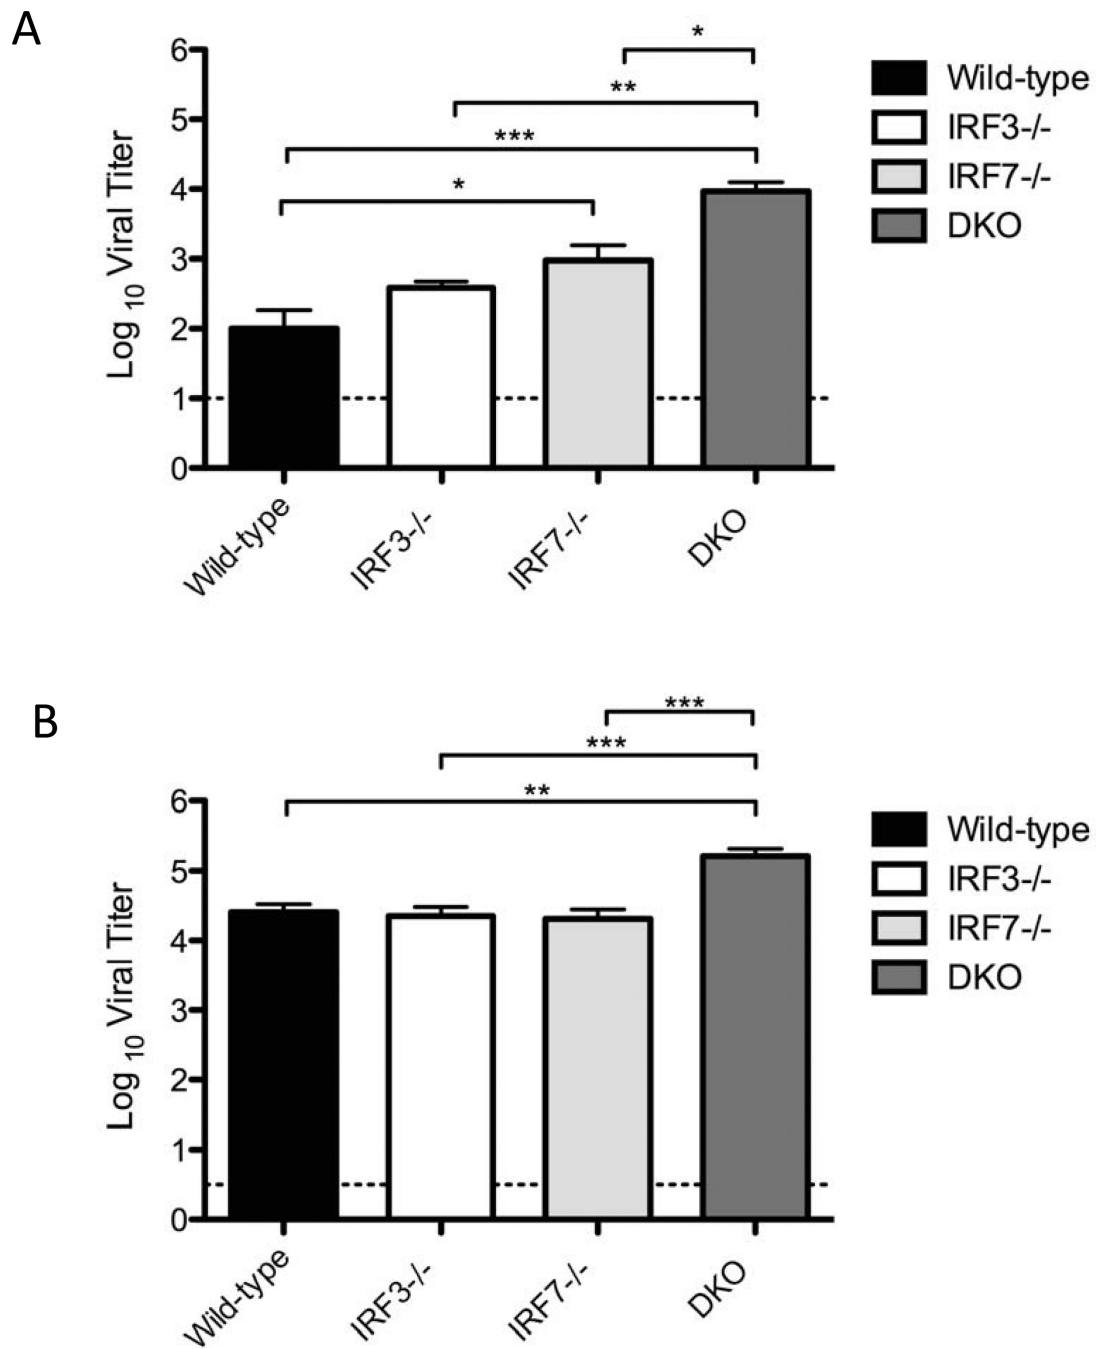 A
*
**
***
*
6
5
4
3
2
1
0
Log 10 Viral Titer
Wild-type
IRF3-/-
IRF7-/-
DKO
Wild-type
IRF3-/-
IRF7-/-
DKO
B
***
***
**
6
5
4
3
2
1
0
Log 10 Viral Titer
Wild-type
IRF3-/-
IRF7-/-
DKO
Wild-type
IRF3-/-
IRF7-/-
DKO